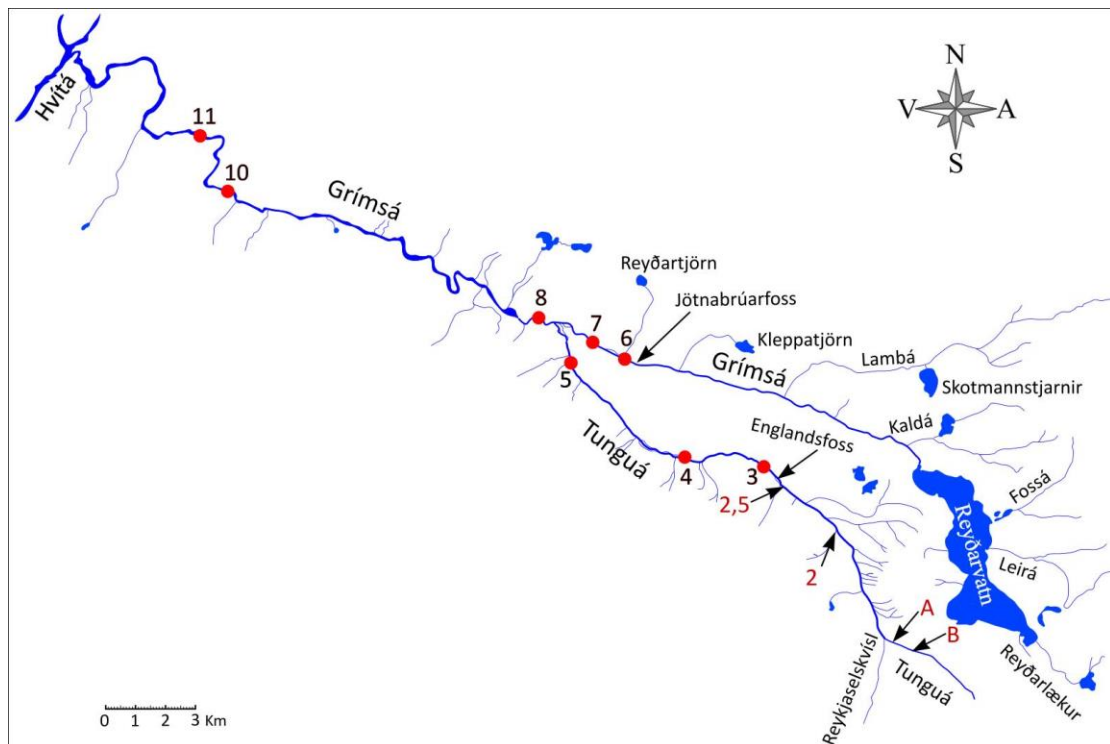 N
V
A
S
Hvítá
11
10
Grímsá
Reyðartjörn
Jötnabrúarfoss
8
7
6
Kleppatjörn
Grímsá
Lambá
Skotmannstjarnir
5
Kaldá
Englandsfoss
Tunguá
4
3
2,5
Fossá
Reyðarvatn
2
Leirá
A
B
Reykjaselskvísl
Tunguá
Reyðarlækur
0 1 2 3 Km